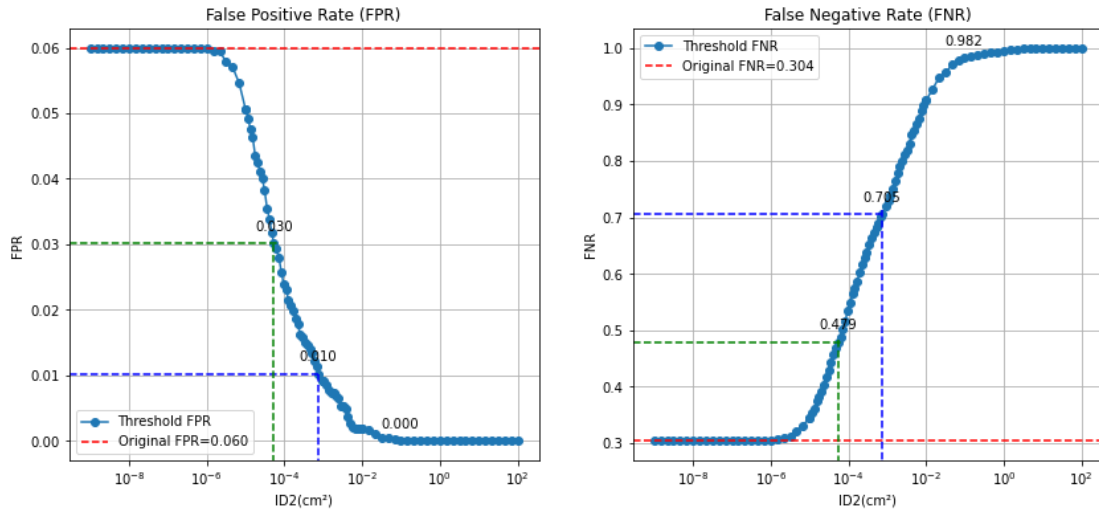 False Positive Rate (FPR)
0.06
0.05
0.04
0.03
0.02
0.01
0.00
FPR
0.030
0.010
0.000
Threshold FPR
Original FPR=0.060
10⁻⁸ 10⁻⁶ 10⁻⁴ 10⁻² 10⁰ 10²
ID2(cm²)
False Negative Rate (FNR)
1.0
0.9
0.8
0.7
0.6
0.5
0.4
0.3
FNR
Threshold FNR
Original FNR=0.304
0.982
0.705
0.479
10⁻⁸ 10⁻⁶ 10⁻⁴ 10⁻² 10⁰ 10²
ID2(cm²)